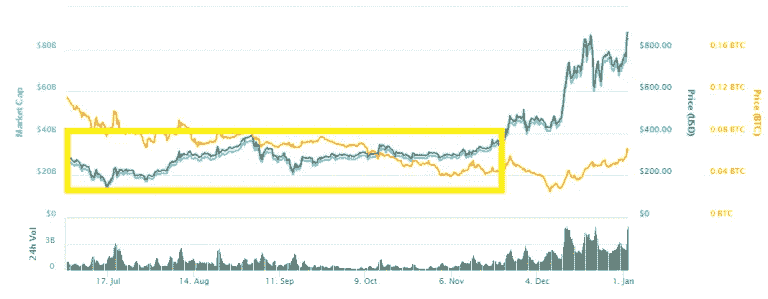 $80B
$60B
$40B
$20B
$0
Market Cap
$800.00
$600.00
$400.00
$200.00
$0
Price (USD)
0.16 BTC
0.12 BTC
0.08 BTC
0.04 BTC
0 BTC
Price (BTC)
24h Vol
3B
0
17. Jul
14. Aug
11. Sep
9. Oct
6. Nov
4. Dec
1. Jan